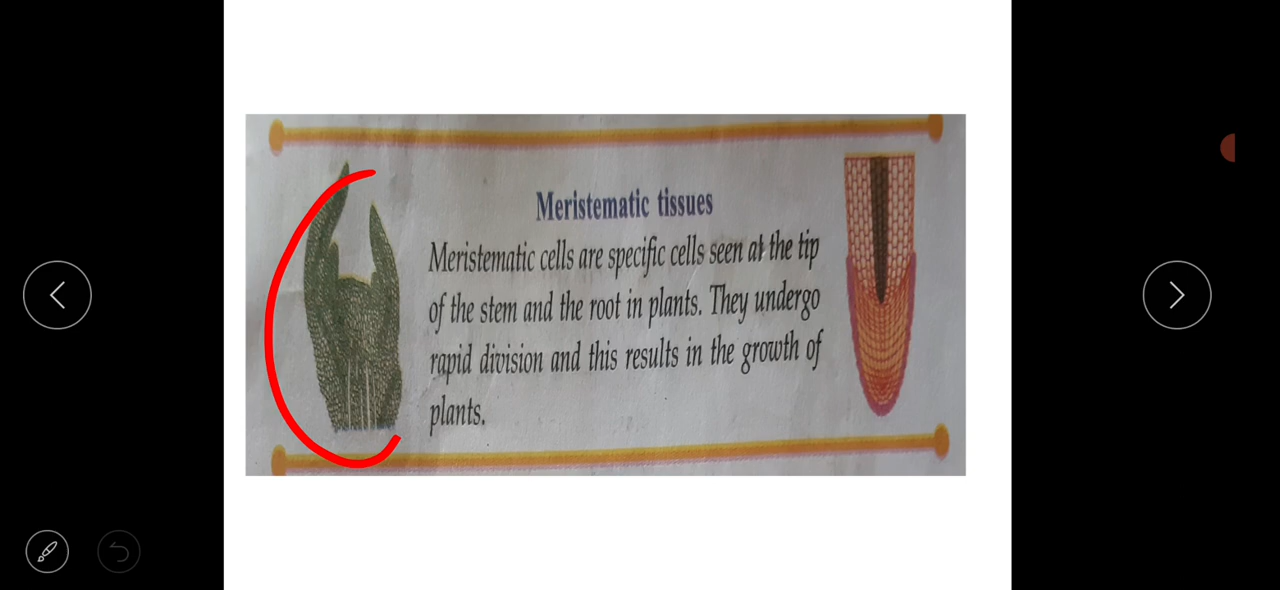 Meristematic tissues
Meristematic cells are specific cells seen at the tip
of the stem and the root in plants. They undergo
rapid division and this results in the growth of
plants.